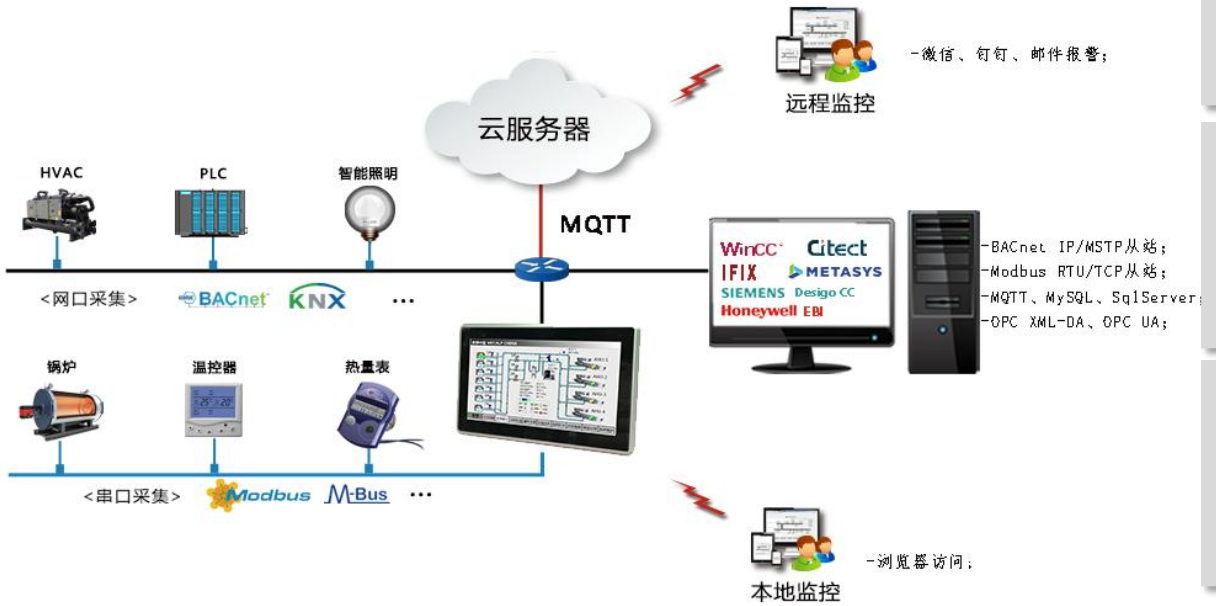 -微信、钉钉、邮件报警;
远程监控
云服务器
HVAC
PLC
智能照明
MQTT
<网口采集>
BACnet
KNX
...
WinCC
Citect
IFIX
METASYS
SIEMENS Desigo CC
Honeywell EBI
-BACnet IP/MSTP从站;
-Modbus RTU/TCP从站;
-MQTT、MySQL、SqlServer;
-OPC XML-DA、OPC UA;
锅炉
温控器
热量表
<串口采集>
Modbus
M-Bus
...
本地监控
-浏览器访问;